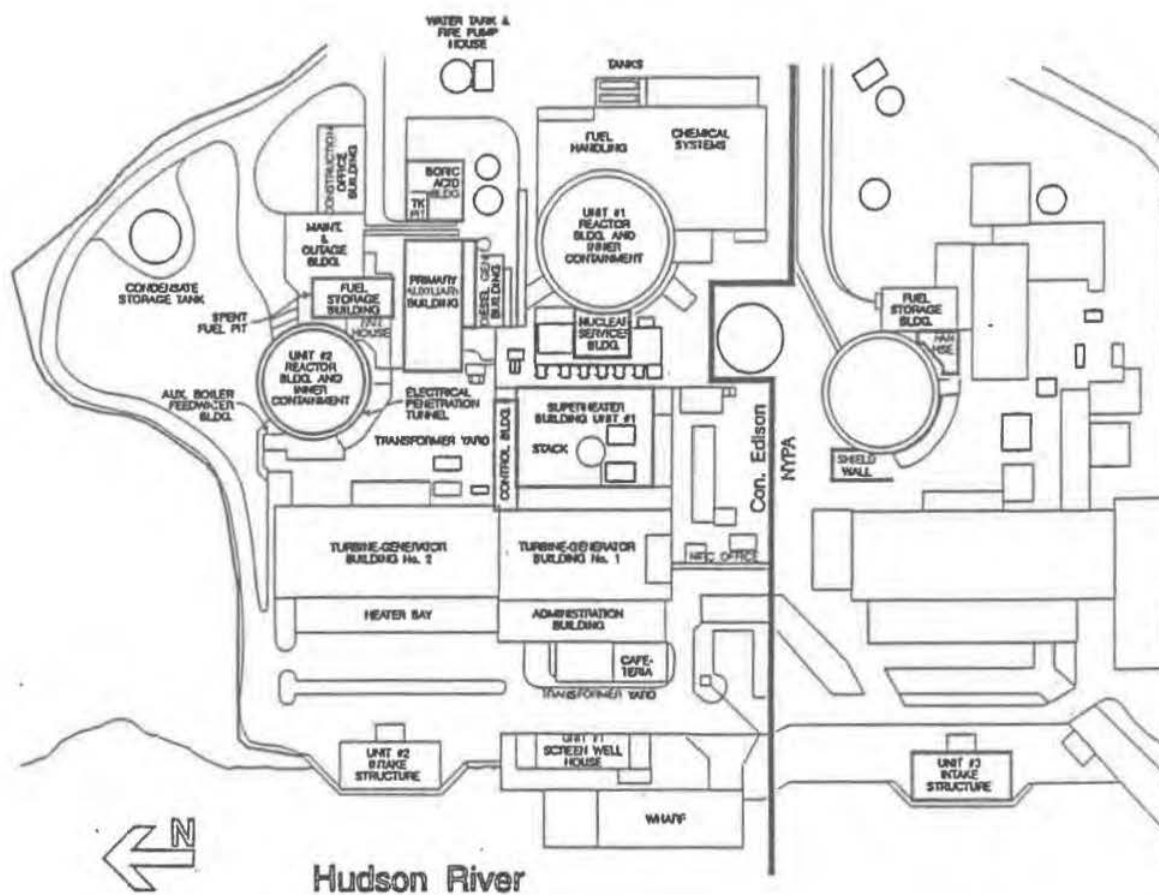 WATER TANK &
FIRE PUMP
HOUSE
TANKS
FUEL
HANDLING
CHEMICAL
SYSTEMS
CONSTRUCTION
OFFICE
BUILDING
BORIC
ACID
BLDG.
TK
PIT
UNIT #1
REACTOR
BLDG. AND
INNER
CONTAINMENT
MAINT.
&
OUTAGE
BLDG.
CONDENSATE
STORAGE TANK
PRIMARY
AUXILIARY
BUILDING
DIESEL GEN
BUILDING
FUEL
STORAGE
BUILDING
SPENT
FUEL PIT
FAN
HOUSE
NUCLEAR
SERVICES
BLDG.
FUEL
STORAGE
BLDG.
FAN
HSE
UNIT #2
REACTOR
BLDG. AND
INNER
CONTAINMENT
AUX. BOILER
FEEDWATER
BLDG.
ELECTRICAL
PENETRATION
TUNNEL
TRANSFORMER YARD
CONTROL BLDG.
SUPERHEATER
BUILDING UNIT #1
STACK
Con. Edison
NYPA
SHIELD
WALL
TURBINE-GENERATOR
BUILDING No. 2
TURBINE-GENERATOR
BUILDING No. 1
NRC OFFICE
HEATER BAY
ADMINISTRATION
BUILDING
CAFE-
TERIA
TRANSFORMER YARD
UNIT #2
INTAKE
STRUCTURE
UNIT #1
SCREEN WELL
HOUSE
UNIT #3
INTAKE
STRUCTURE
WHARF
N
Hudson River